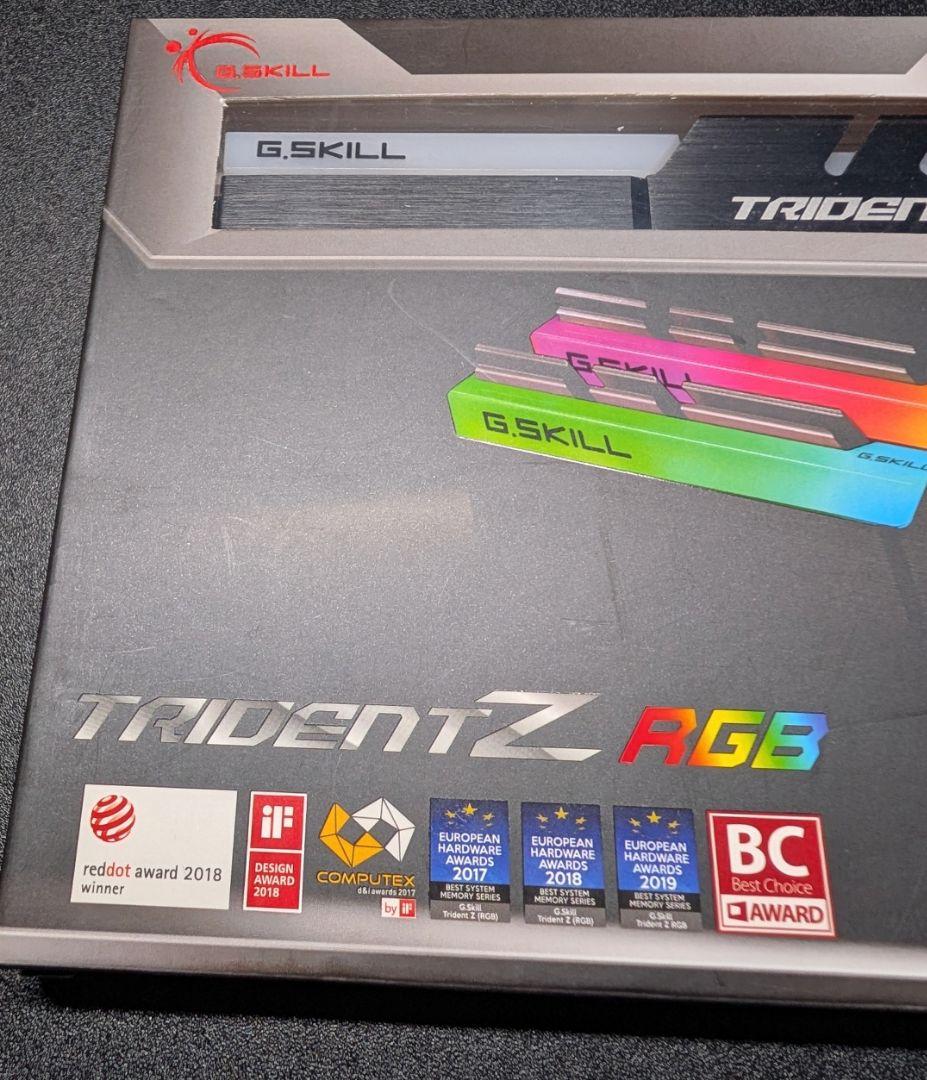 G.SKILL
G.SKILL
TRIDEN
G.SKILL
G.SKILL
G.SKILL
TRIDENTZ RGB
reddot award 2018
winner
iF
DESIGN
AWARD
2018
COMPUTEX
d&i awards 2017
by iF
EUROPEAN
HARDWARE
AWARDS
2017
BEST SYSTEM
MEMORY SERIES
G.Skill
Trident Z (RGB)
EUROPEAN
HARDWARE
AWARDS
2018
BEST SYSTEM
MEMORY SERIES
G.Skill
Trident Z (RGB)
EUROPEAN
HARDWARE
AWARDS
2019
BEST SYSTEM
MEMORY SERIES
G.Skill
Trident Z RGB
BC
Best Choice
AWARD